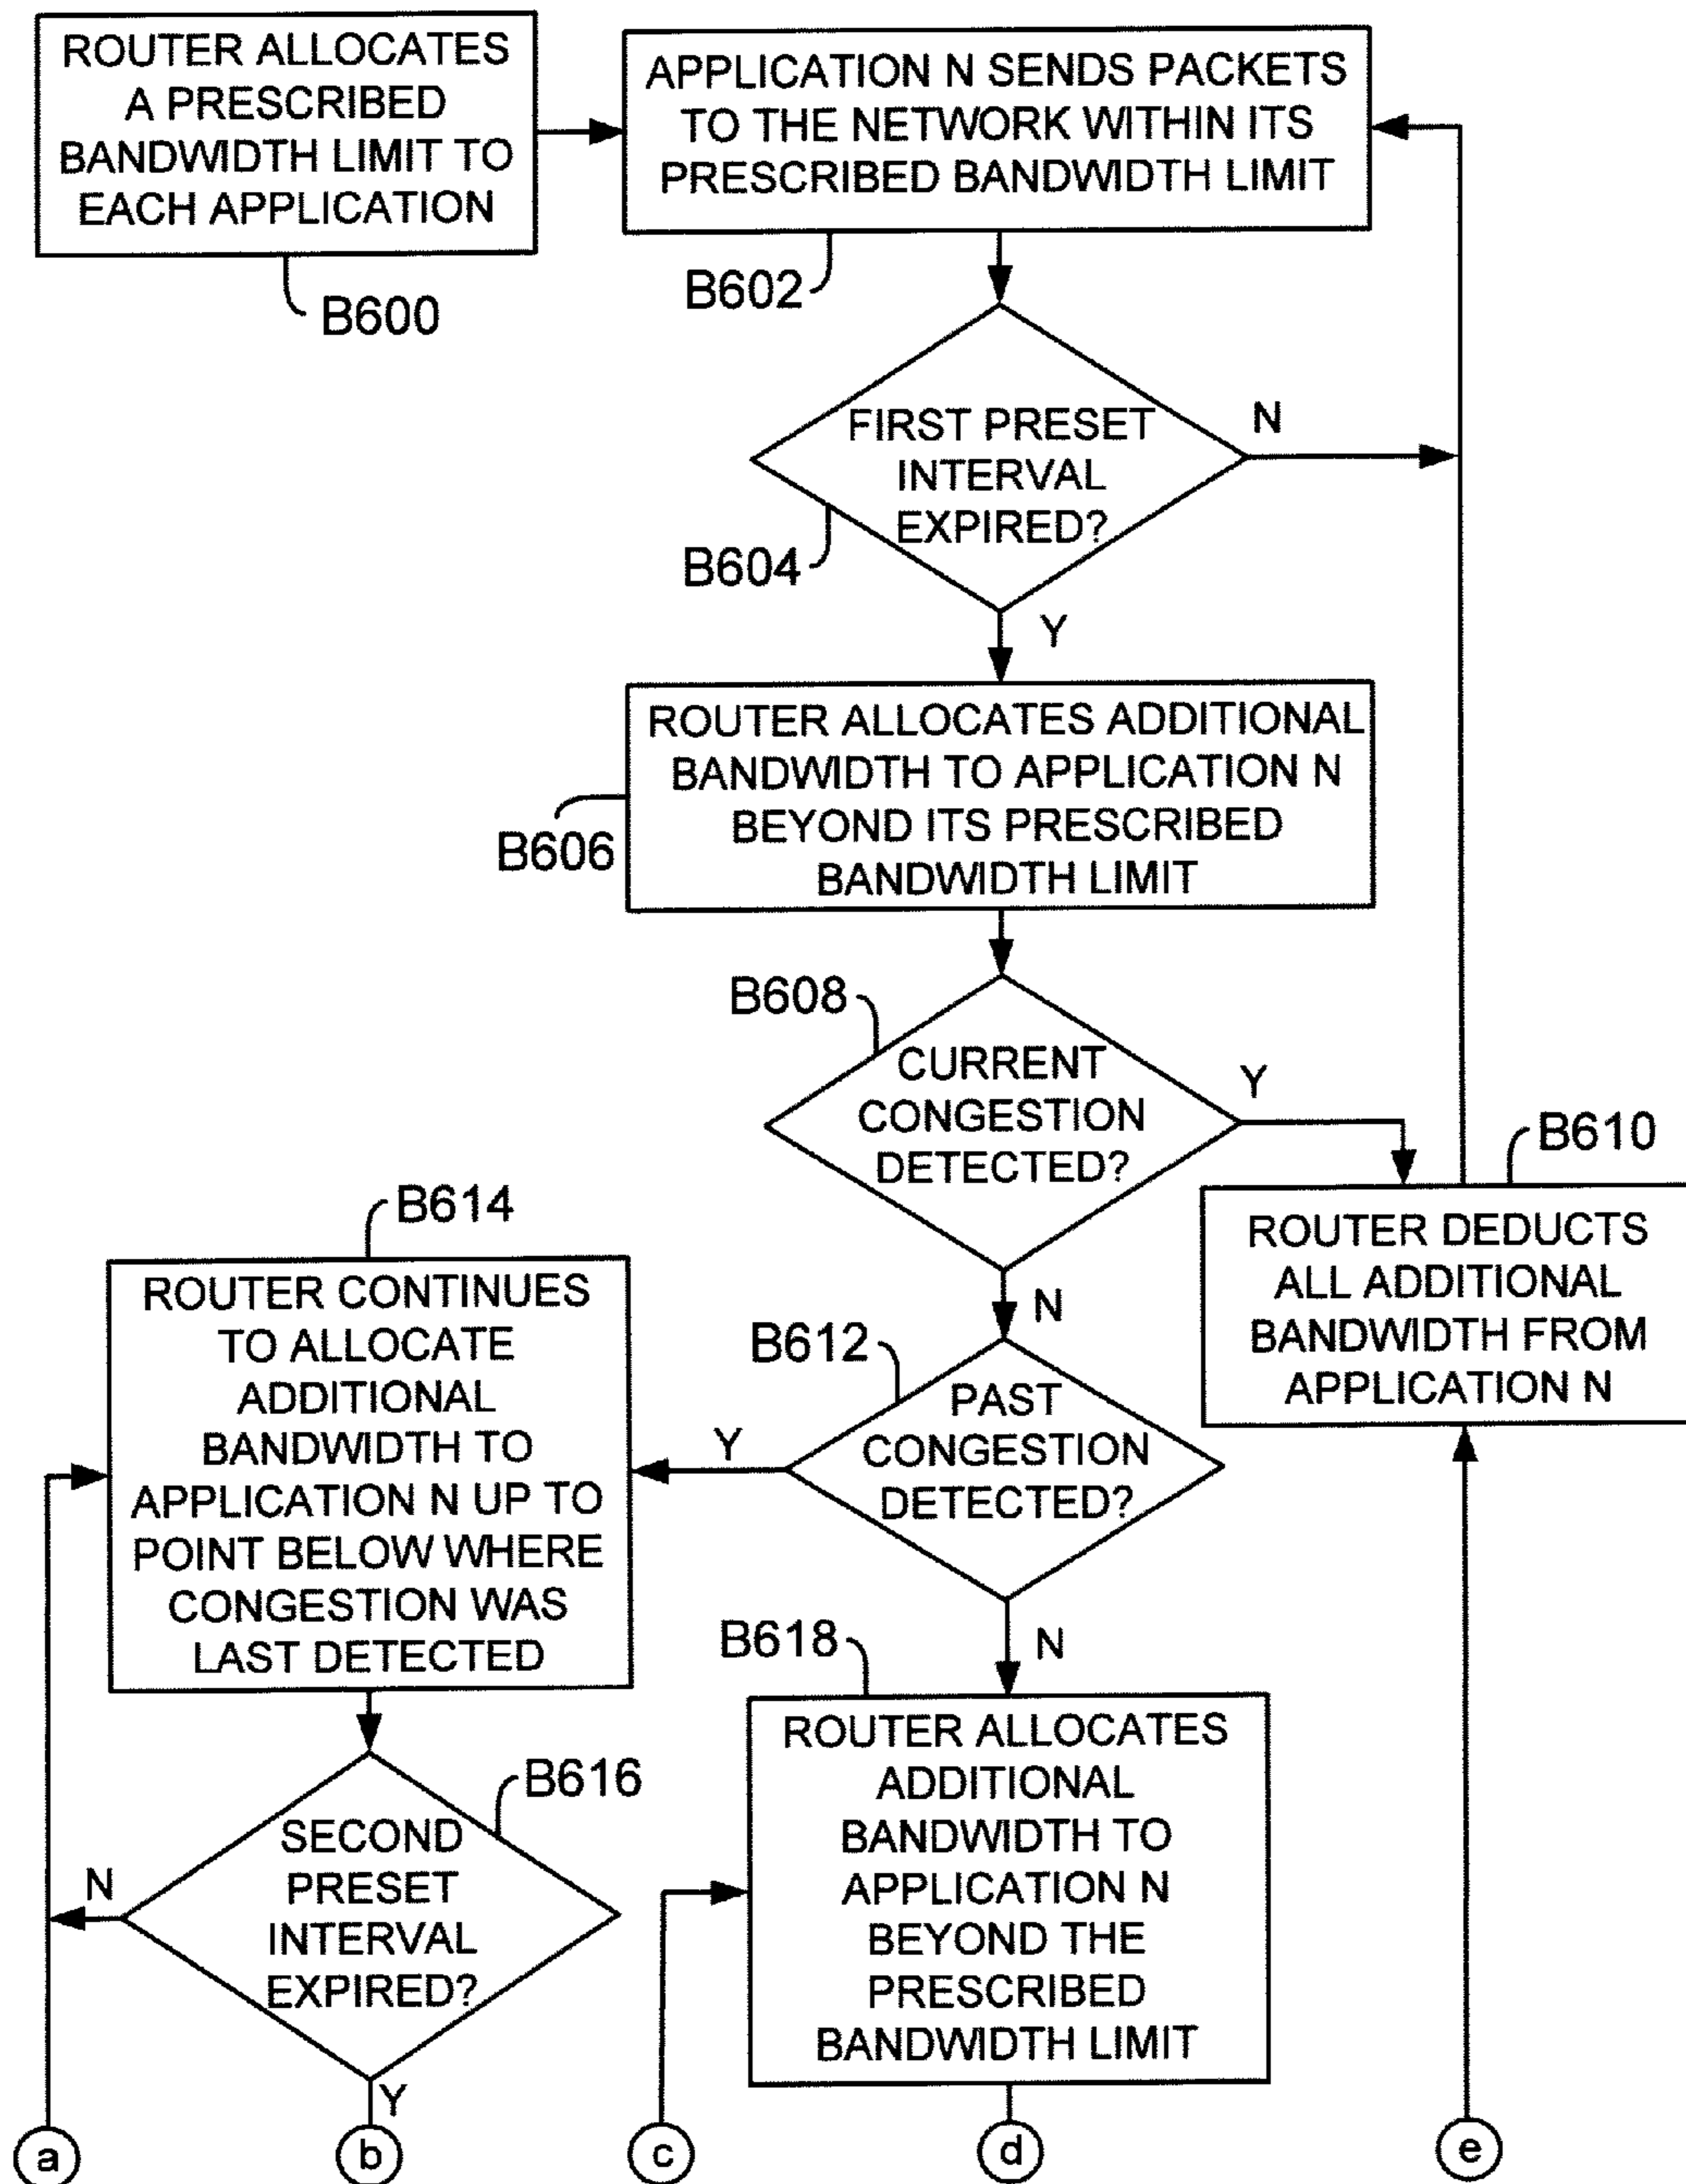 ROUTER ALLOCATES
A PRESCRIBED
BANDWIDTH LIMIT TO
EACH APPLICATION
B600
APPLICATION N SENDS PACKETS
TO THE NETWORK WITHIN ITS
PRESCRIBED BANDWIDTH LIMIT
B602
FIRST PRESET
INTERVAL
EXPIRED?
N
B604
Y
ROUTER ALLOCATES ADDITIONAL
BANDWIDTH TO APPLICATION N
BEYOND ITS PRESCRIBED
BANDWIDTH LIMIT
B606
B608
CURRENT
CONGESTION
DETECTED?
Y
B610
ROUTER DEDUCTS
ALL ADDITIONAL
BANDWIDTH FROM
APPLICATION N
N
B612
PAST
CONGESTION
DETECTED?
Y
B614
ROUTER CONTINUES
TO ALLOCATE
ADDITIONAL
BANDWIDTH TO
APPLICATION N UP TO
POINT BELOW WHERE
CONGESTION WAS
LAST DETECTED
N
B618
ROUTER ALLOCATES
ADDITIONAL
BANDWIDTH TO
APPLICATION N
BEYOND THE
PRESCRIBED
BANDWIDTH LIMIT
B616
SECOND
PRESET
INTERVAL
EXPIRED?
N
Y
a
b
c
d
e